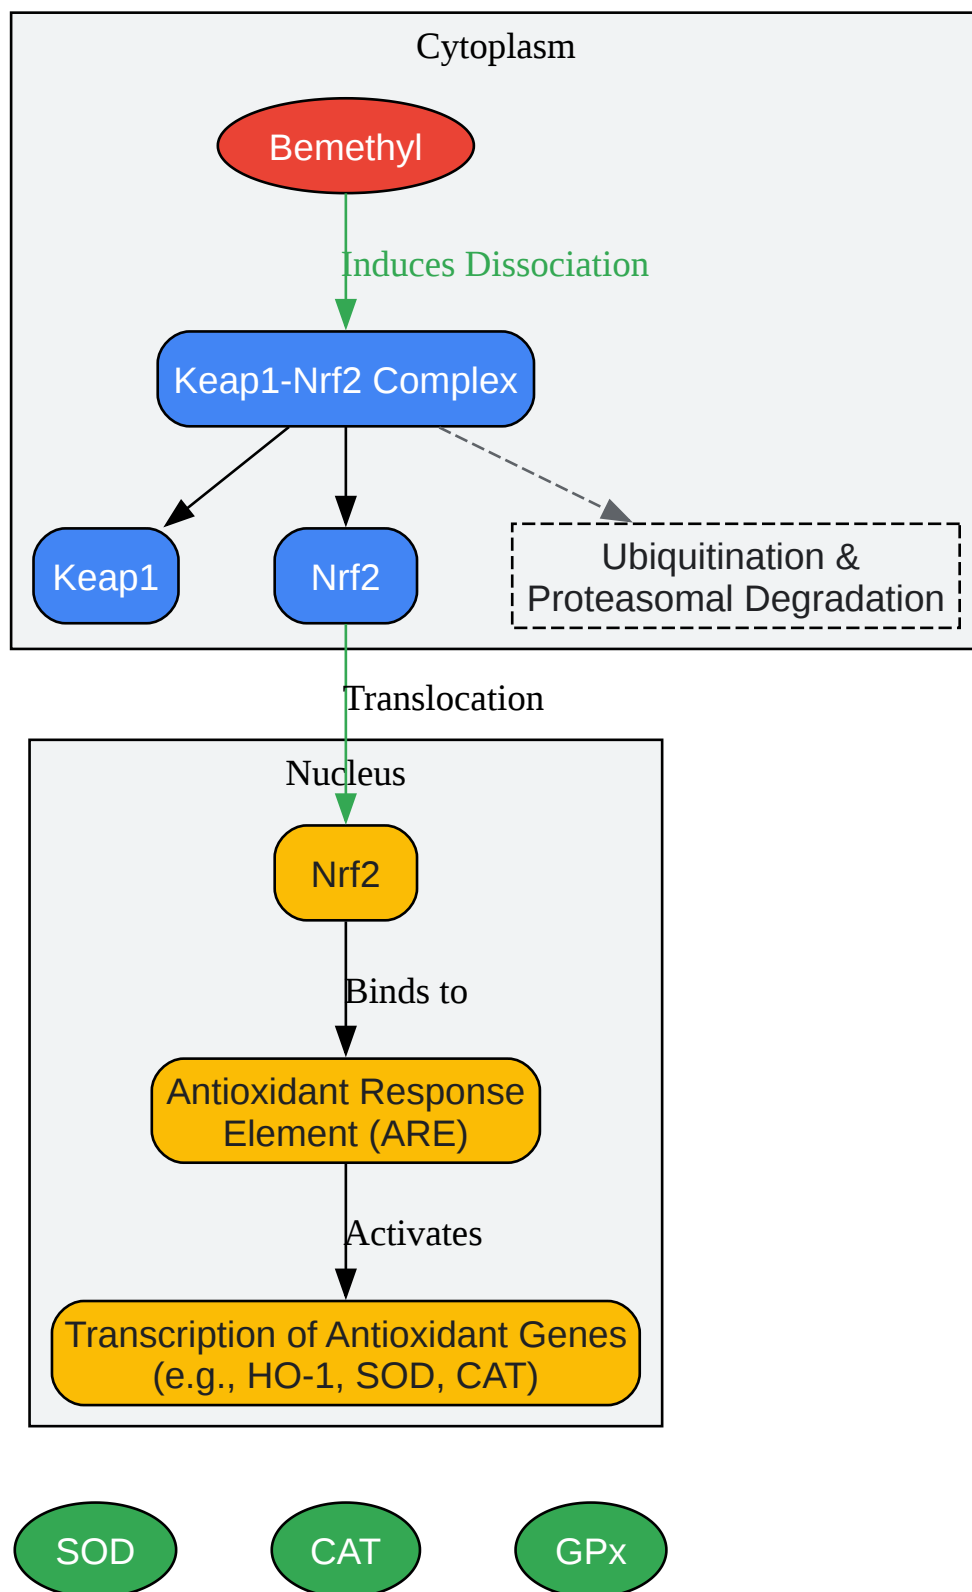 Cytoplasm
Bemethyl
Induces Dissociation
Keap1-Nrf2 Complex
Keap1
Nrf2
Ubiquitination &
Proteasomal Degradation
Translocation
Nucleus
Nrf2
Binds to
Antioxidant Response
Element (ARE)
Activates
Transcription of Antioxidant Genes
(e.g., HO-1, SOD, CAT)
SOD
CAT
GPx